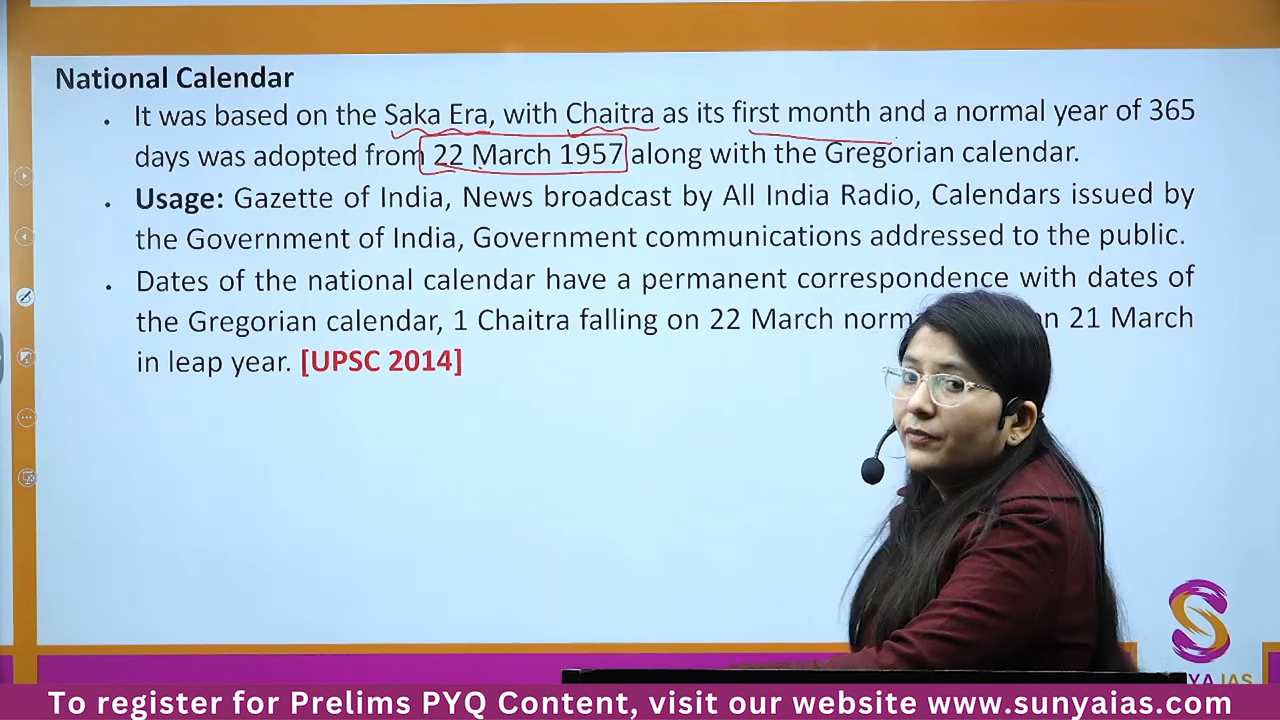 National Calendar
• It was based on the Saka Era, with Chaitra as its first month and a normal year of 365
days was adopted from 22 March 1957 along with the Gregorian calendar.
• Usage: Gazette of India, News broadcast by All India Radio, Calendars issued by
the Government of India, Government communications addressed to the public.
• Dates of the national calendar have a permanent correspondence with dates of
the Gregorian calendar, 1 Chaitra falling on 22 March norm n 21 March
in leap year. [UPSC 2014]
YA IAS
To register for Prelims PYQ Content, visit our website www.sunyaias.com